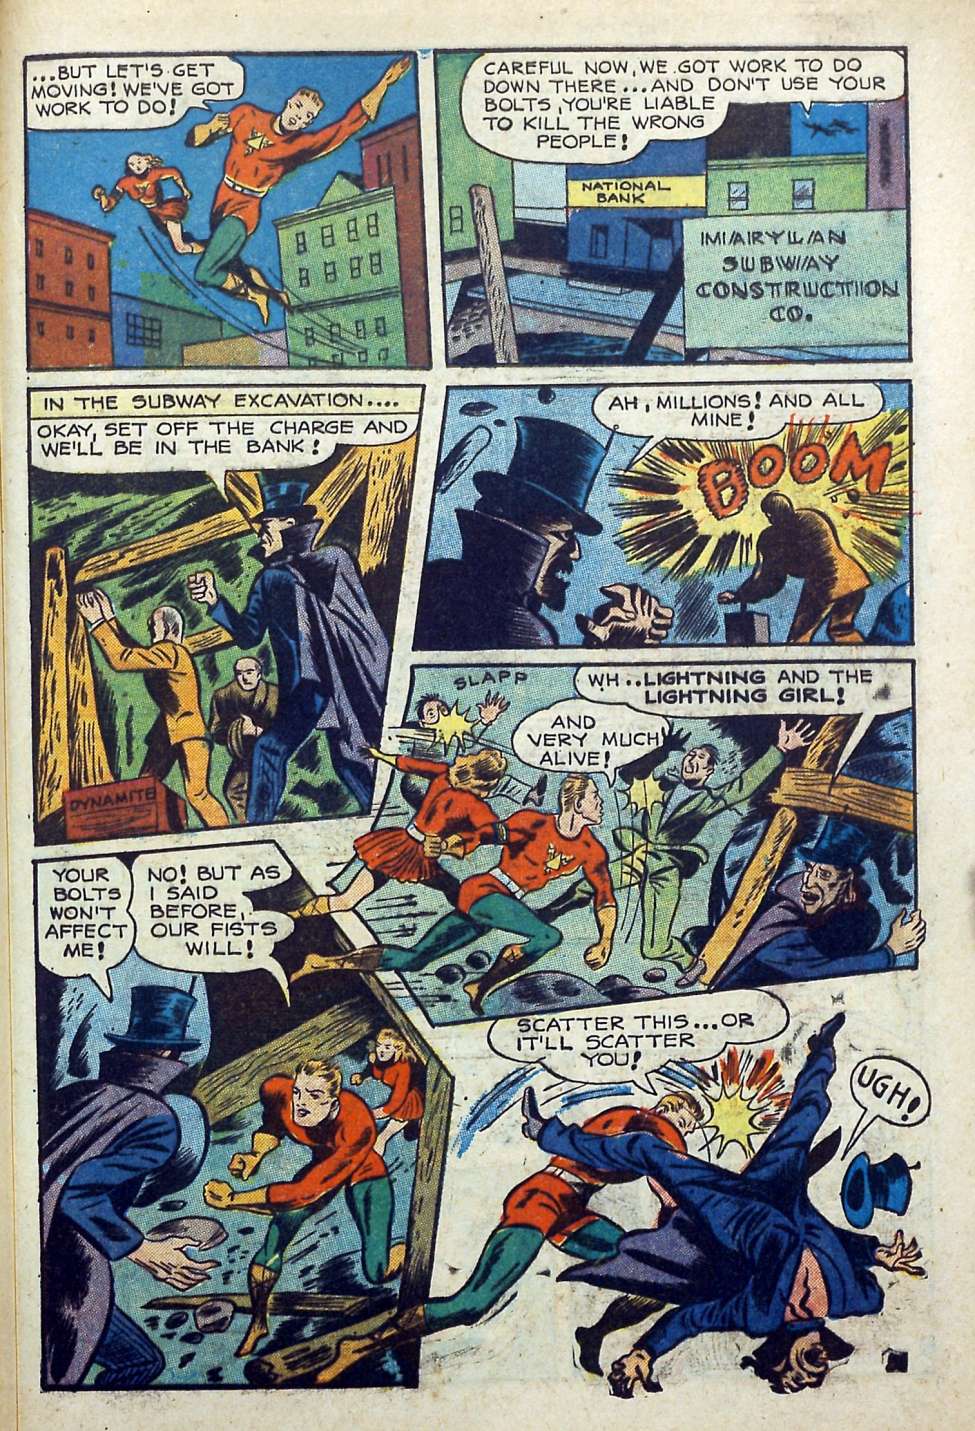 ...BUT LET'S GET
MOVING! WE'VE GOT
WORK TO DO!
CAREFUL NOW, WE GOT WORK TO DO
DOWN THERE...AND DON'T USE YOUR
BOLTS, YOU'RE LIABLE
TO KILL THE WRONG
PEOPLE!
NATIONAL
BANK
MARYLAN
SUBWAY
CONSTRUCTION
CO.
IN THE SUBWAY EXCAVATION....
OKAY, SET OFF THE CHARGE AND
WE'LL BE IN THE BANK!
DYNAMITE
AH, MILLIONS! AND ALL
MINE!
BOOM
SLAPP
WH..LIGHTNING AND THE
LIGHTNING GIRL!
AND
VERY MUCH
ALIVE!
YOUR
BOLTS
WON'T
AFFECT
ME!
NO! BUT AS
I SAID
BEFORE,
OUR FISTS
WILL!
SCATTER THIS...OR
IT'LL SCATTER
YOU!
UGH!